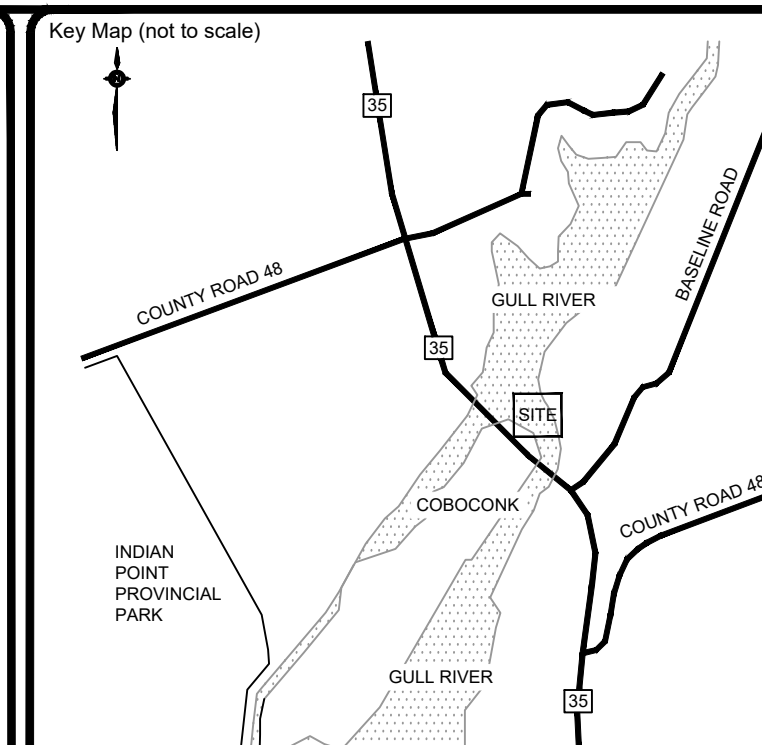 Key Map (not to scale)
N
35
COUNTY ROAD 48
BASELINE ROAD
GULL RIVER
35
SITE
COUNTY ROAD 48
COBOCONK
INDIAN
POINT
PROVINCIAL
PARK
GULL RIVER
35